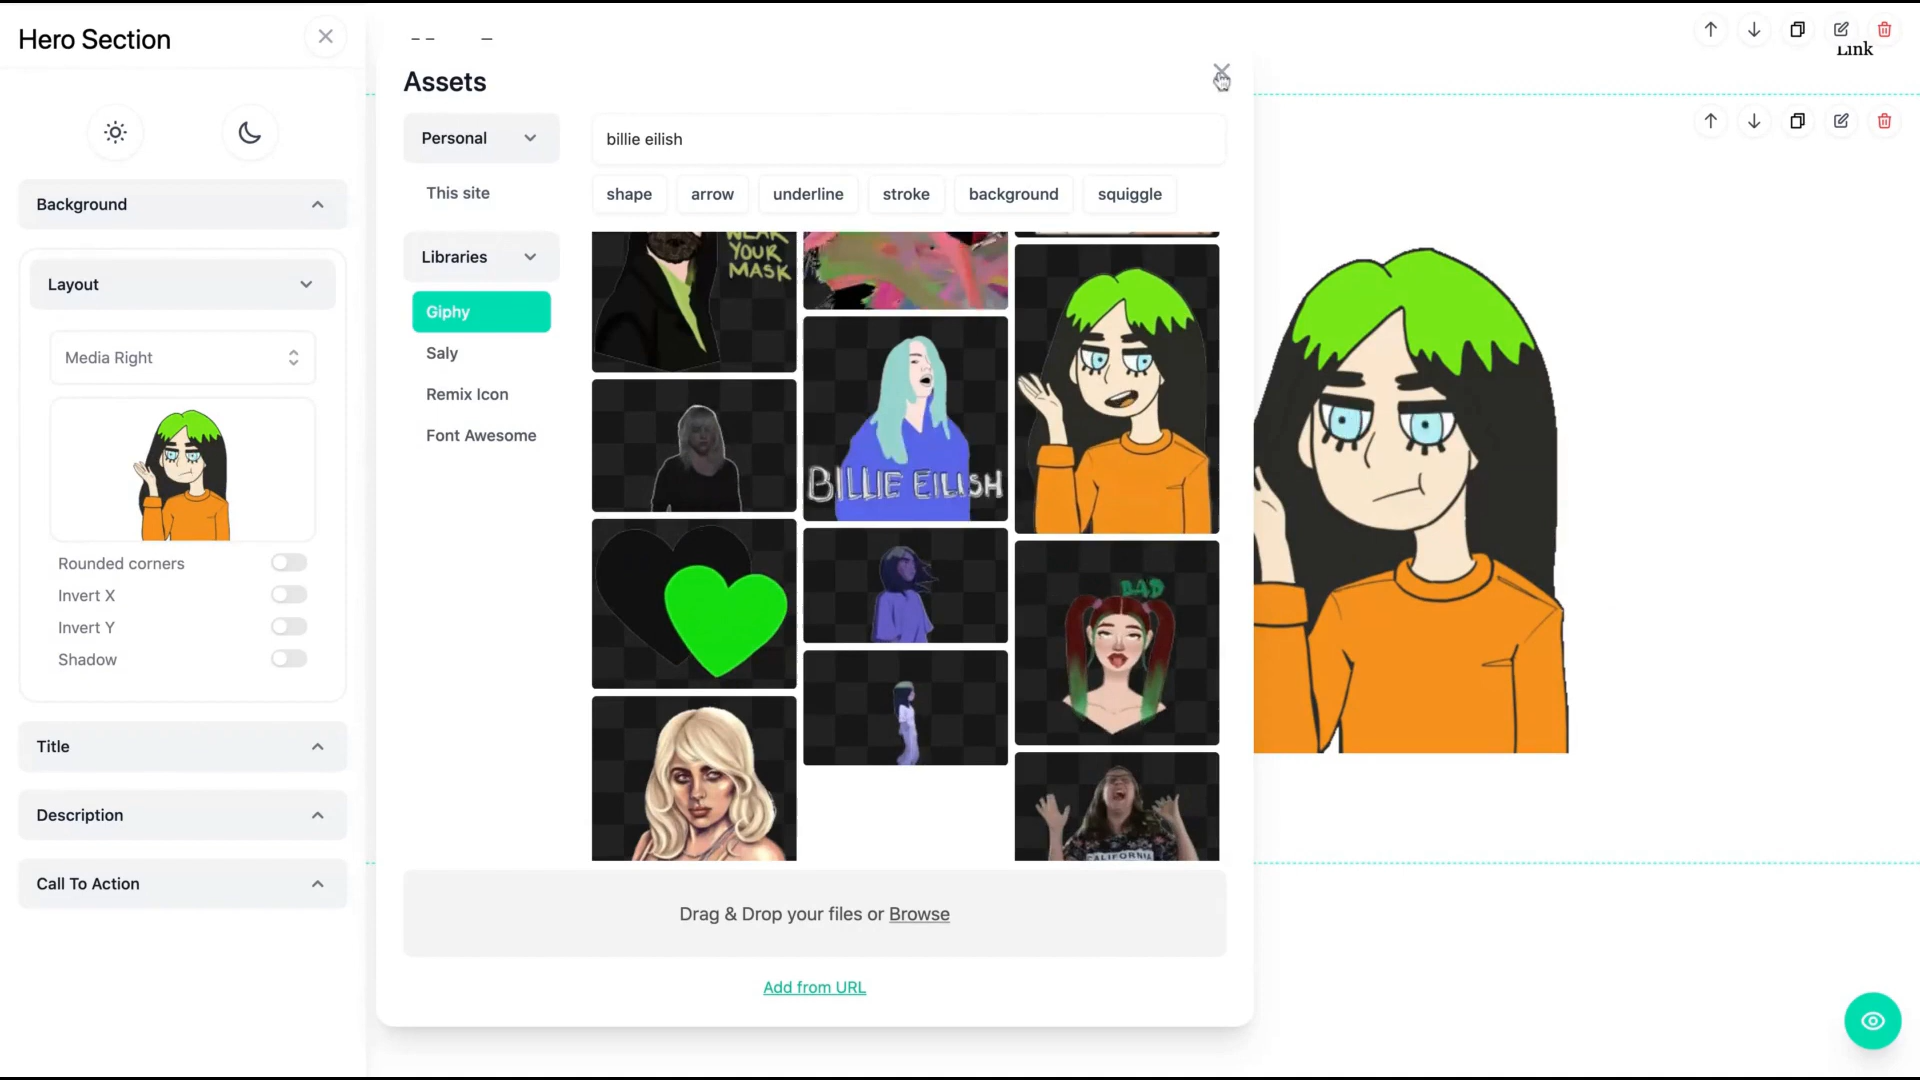 Hero Section
Link
Assets
Personal
billie eilish
This site
shape
arrow
underline
stroke
background
squiggle
Background
Libraries
YOUR
MASK
Layout
Giphy
Media Right
Saly
Remix Icon
Font Awesome
BILLIE EILISH
Rounded corners
Invert X
Invert Y
Shadow
BAD
Title
Description
CALIFORNIA
Call To Action
Drag & Drop your files or Browse
Add from URL